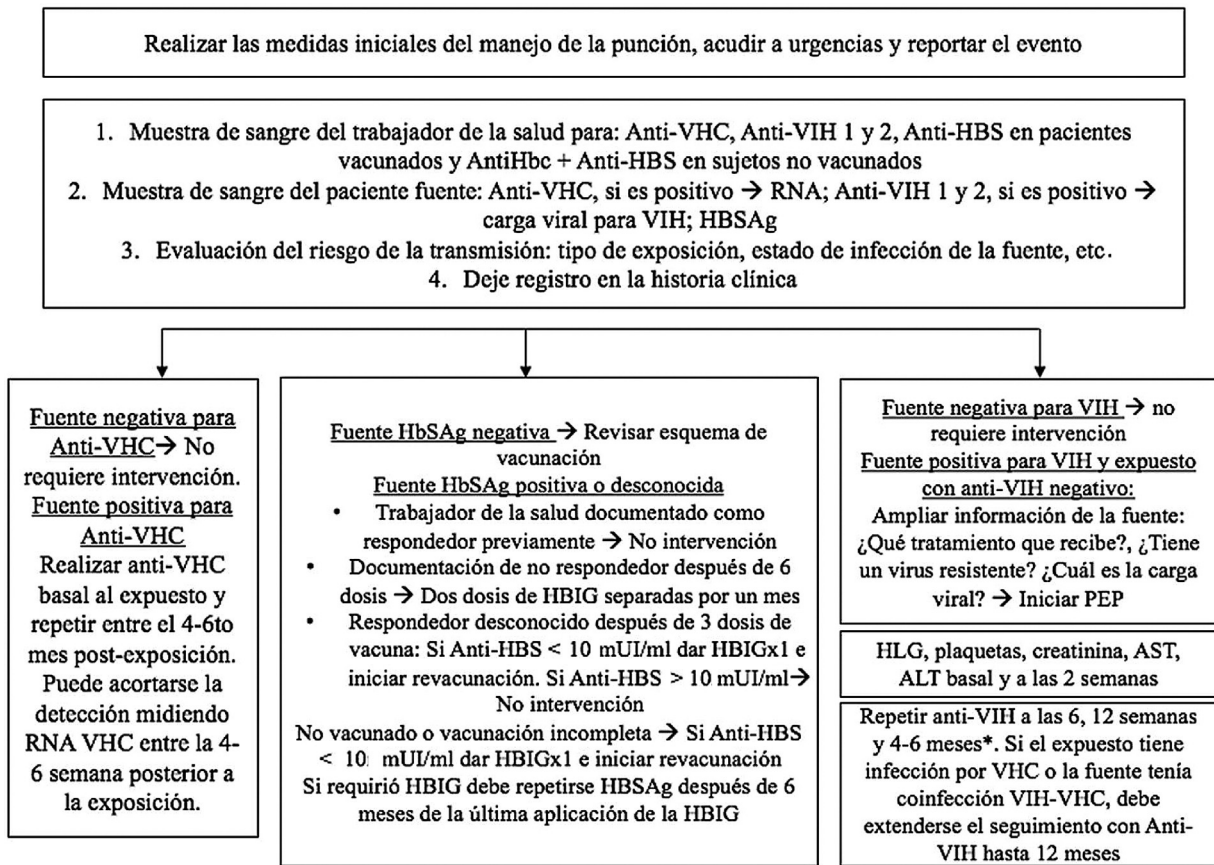 Realizar las medidas iniciales del manejo de la punción, acudir a urgencias y reportar el evento
1. Muestra de sangre del trabajador de la salud para: Anti-VHC, Anti-VIH 1 y 2, Anti-HBS en pacientes
vacunados y AntiHbc + Anti-HBS en sujetos no vacunados
2. Muestra de sangre del paciente fuente: Anti-VHC, si es positivo → RNA; Anti-VIH 1 y 2, si es positivo →
carga viral para VIH; HBSAg
3. Evaluación del riesgo de la transmisión: tipo de exposición, estado de infección de la fuente, etc.
4. Deje registro en la historia clínica
Fuente negativa para
Anti-VHC→ No
requiere intervención.
Fuente positiva para
Anti-VHC
Realizar anti-VHC
basal al expuesto y
repetir entre el 4-6to
mes post-exposición.
Puede acortarse la
detección midiendo
RNA VHC entre la 4-
6 semana posterior a
la exposición.
Fuente HbSAg negativa → Revisar esquema de
vacunación
Fuente HbSAg positiva o desconocida
• Trabajador de la salud documentado como
respondedor previamente → No intervención
• Documentación de no respondedor después de 6
dosis → Dos dosis de HBIG separadas por un mes
• Respondedor desconocido después de 3 dosis de
vacuna: Si Anti-HBS < 10 mUI/ml dar HBIGx1 e
iniciar revacunación. Si Anti-HBS > 10 mUI/ml→
No intervención
No vacunado o vacunación incompleta → Si Anti-HBS
< 10 mUI/ml dar HBIGx1 e iniciar revacunación
Si requirió HBIG debe repetirse HBSAg después de 6
meses de la última aplicación de la HBIG
Fuente negativa para VIH → no
requiere intervención
Fuente positiva para VIH y expuesto
con anti-VIH negativo:
Ampliar información de la fuente:
¿Qué tratamiento que recibe?, ¿Tiene
un virus resistente? ¿Cuál es la carga
viral? → Iniciar PEP
HLG, plaquetas, creatinina, AST,
ALT basal y a las 2 semanas
Repetir anti-VIH a las 6, 12 semanas
y 4-6 meses*. Si el expuesto tiene
infección por VHC o la fuente tenía
coinfección VIH-VHC, debe
extenderse el seguimiento con Anti-
VIH hasta 12 meses